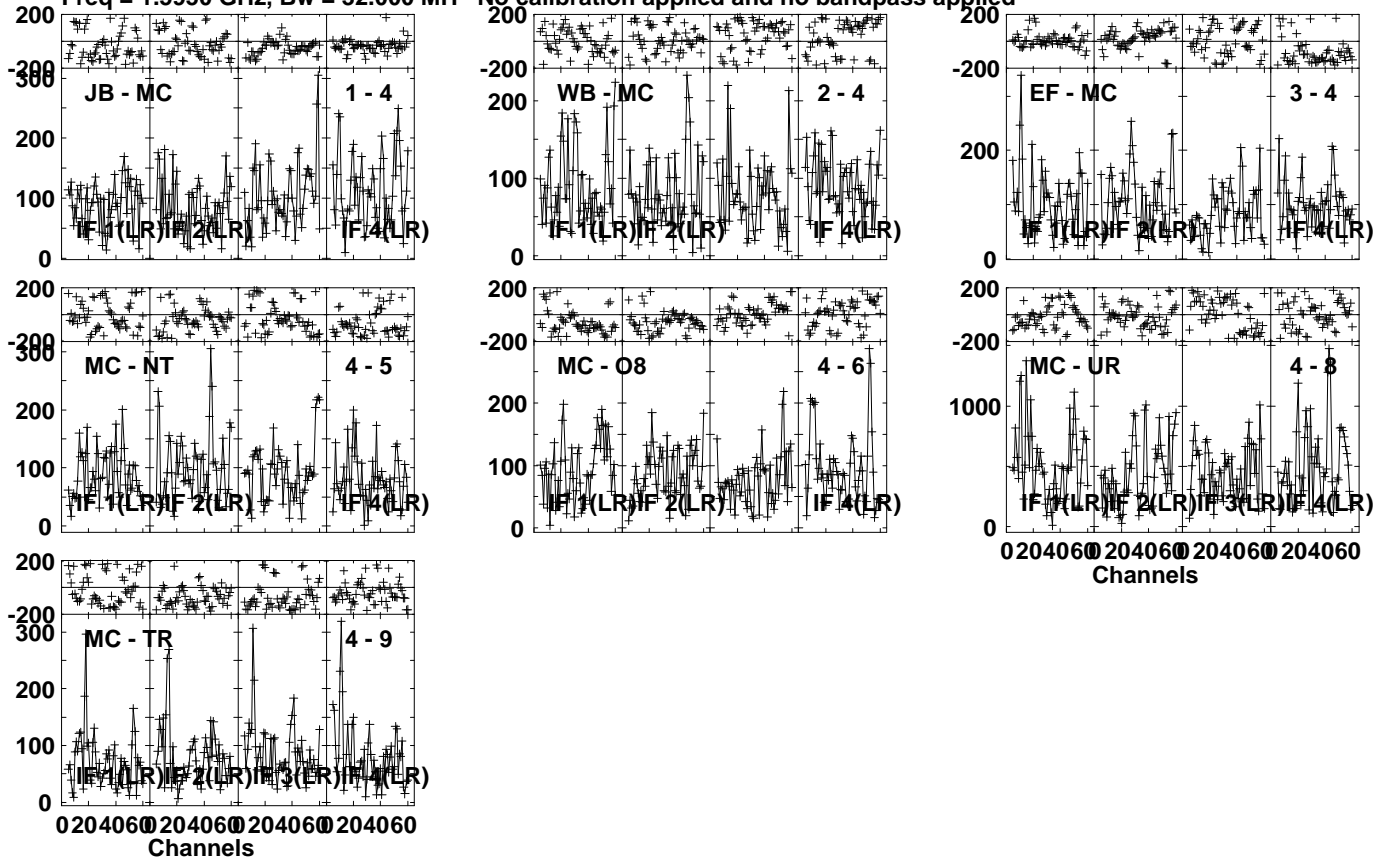 No calibration applied and no bandpass applied
200
-200
300
200
100
0
JB - MC
1 - 4
IF 1(LR)
IF 2(LR)
IF 4(LR)
200
-200
200
100
0
WB - MC
2 - 4
IF 1(LR)
IF 2(LR)
IF 4(LR)
200
-200
200
0
EF - MC
3 - 4
IF 1(LR)
IF 2(LR)
IF 4(LR)
200
-200
300
200
100
0
MC - NT
4 - 5
IF 1(LR)
IF 2(LR)
IF 4(LR)
200
-200
200
100
0
MC - O8
4 - 6
IF 1(LR)
IF 2(LR)
IF 4(LR)
200
-200
1000
0
MC - UR
4 - 8
IF 1(LR)
IF 2(LR)
IF 3(LR)
IF 4(LR)
0 20 40 60 0 20 40 60 0 20 40 60 0 20 40 60
Channels
200
-200
300
200
100
0
MC - TR
4 - 9
IF 1(LR)
IF 2(LR)
IF 3(LR)
IF 4(LR)
0 20 40 60 0 20 40 60 0 20 40 60 0 20 40 60
Channels